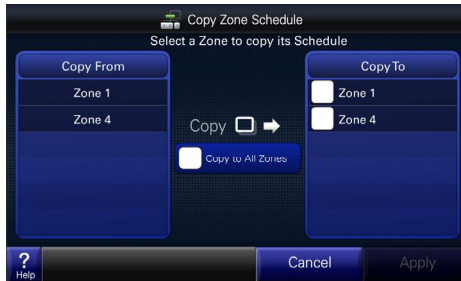 Copy Zone Schedule
Select a Zone to copy its Schedule
Copy From
Zone 1
Zone 4
Copy
Copy to All Zones
Copy To
Zone 1
Zone 4
?
Help
Cancel
Apply